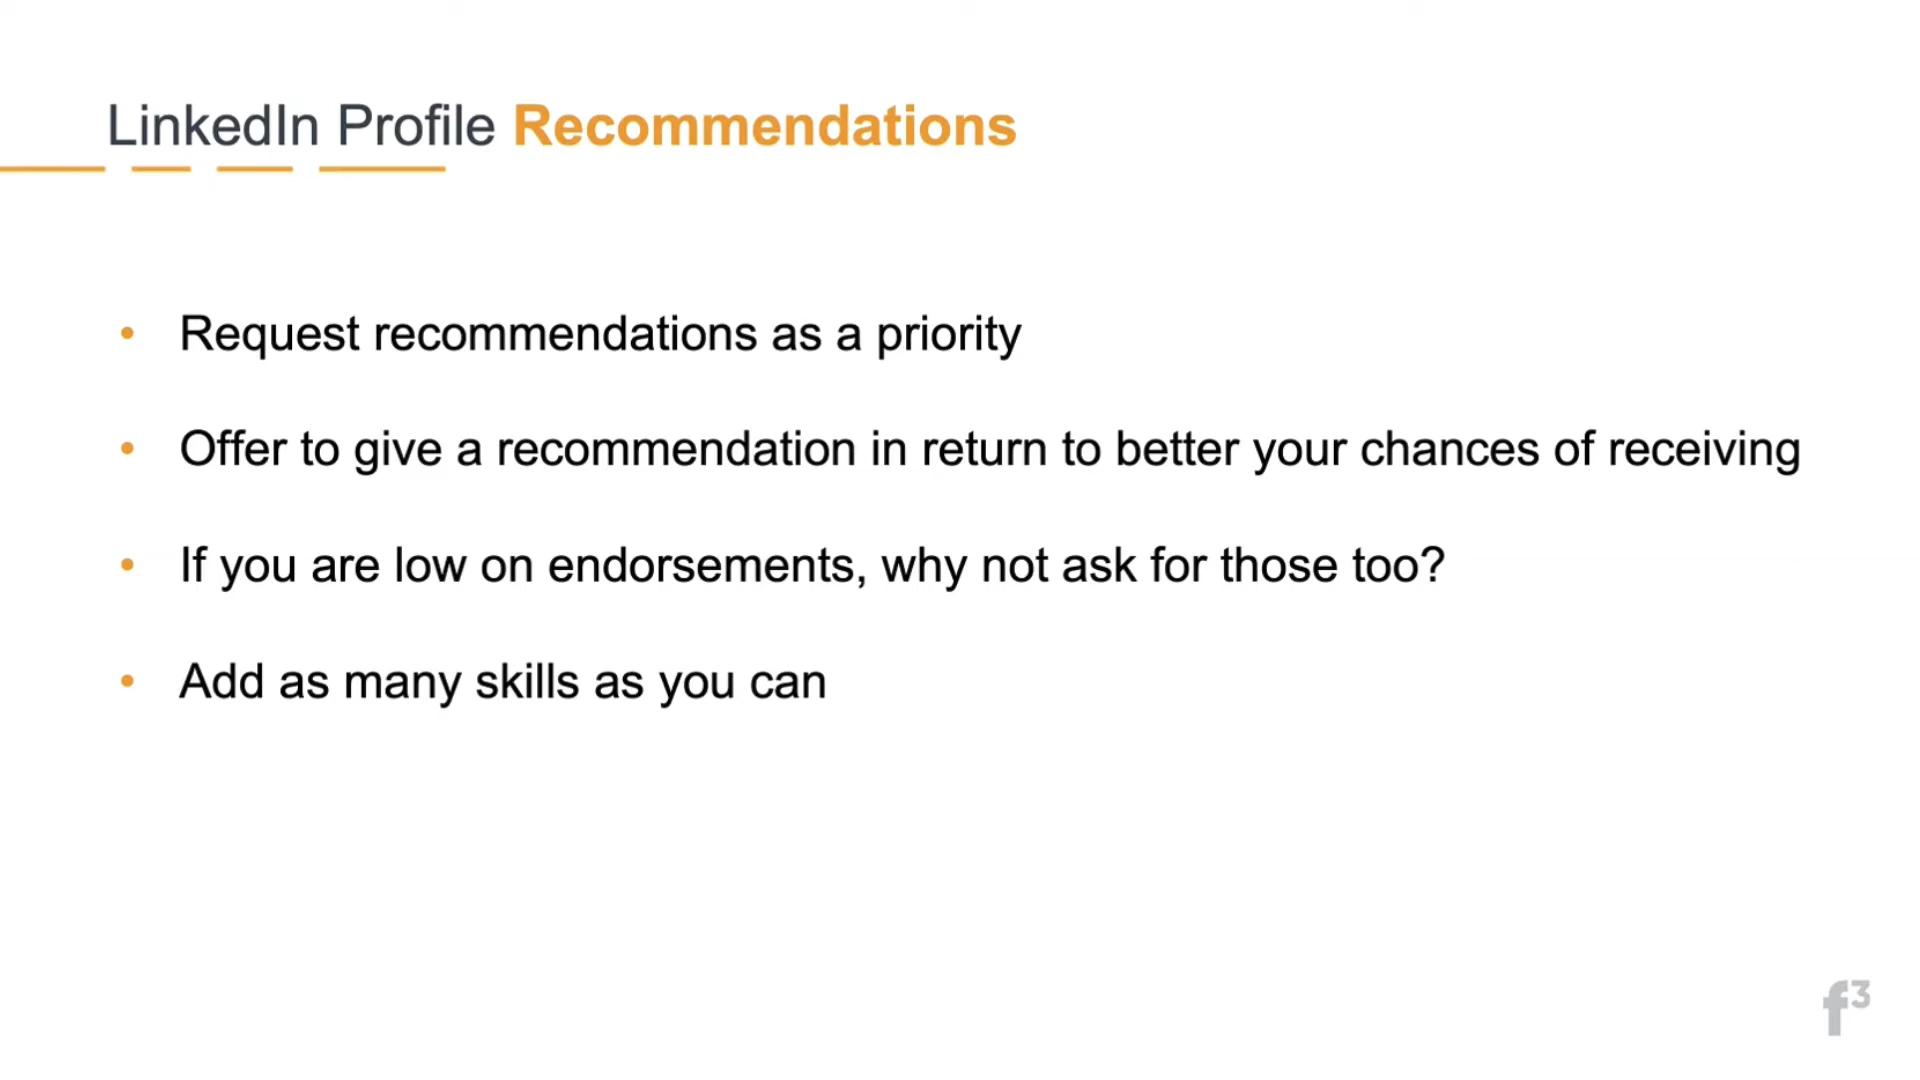 LinkedIn Profile Recommendations
• Request recommendations as a priority
• Offer to give a recommendation in return to better your chances of receiving
• If you are low on endorsements, why not ask for those too?
• Add as many skills as you can
f³